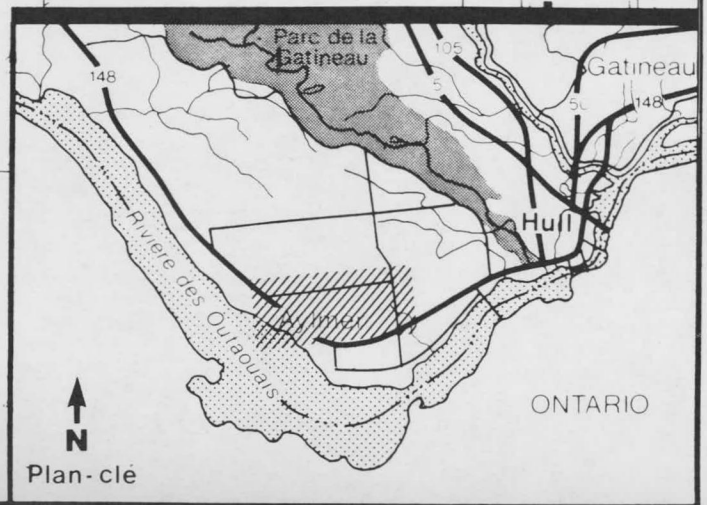 Parc de la
Gatineau
105
5
148
Gatineau
50
148
Hull
Rivière des Outaouais
Aylmer
ONTARIO
N
Plan-clé